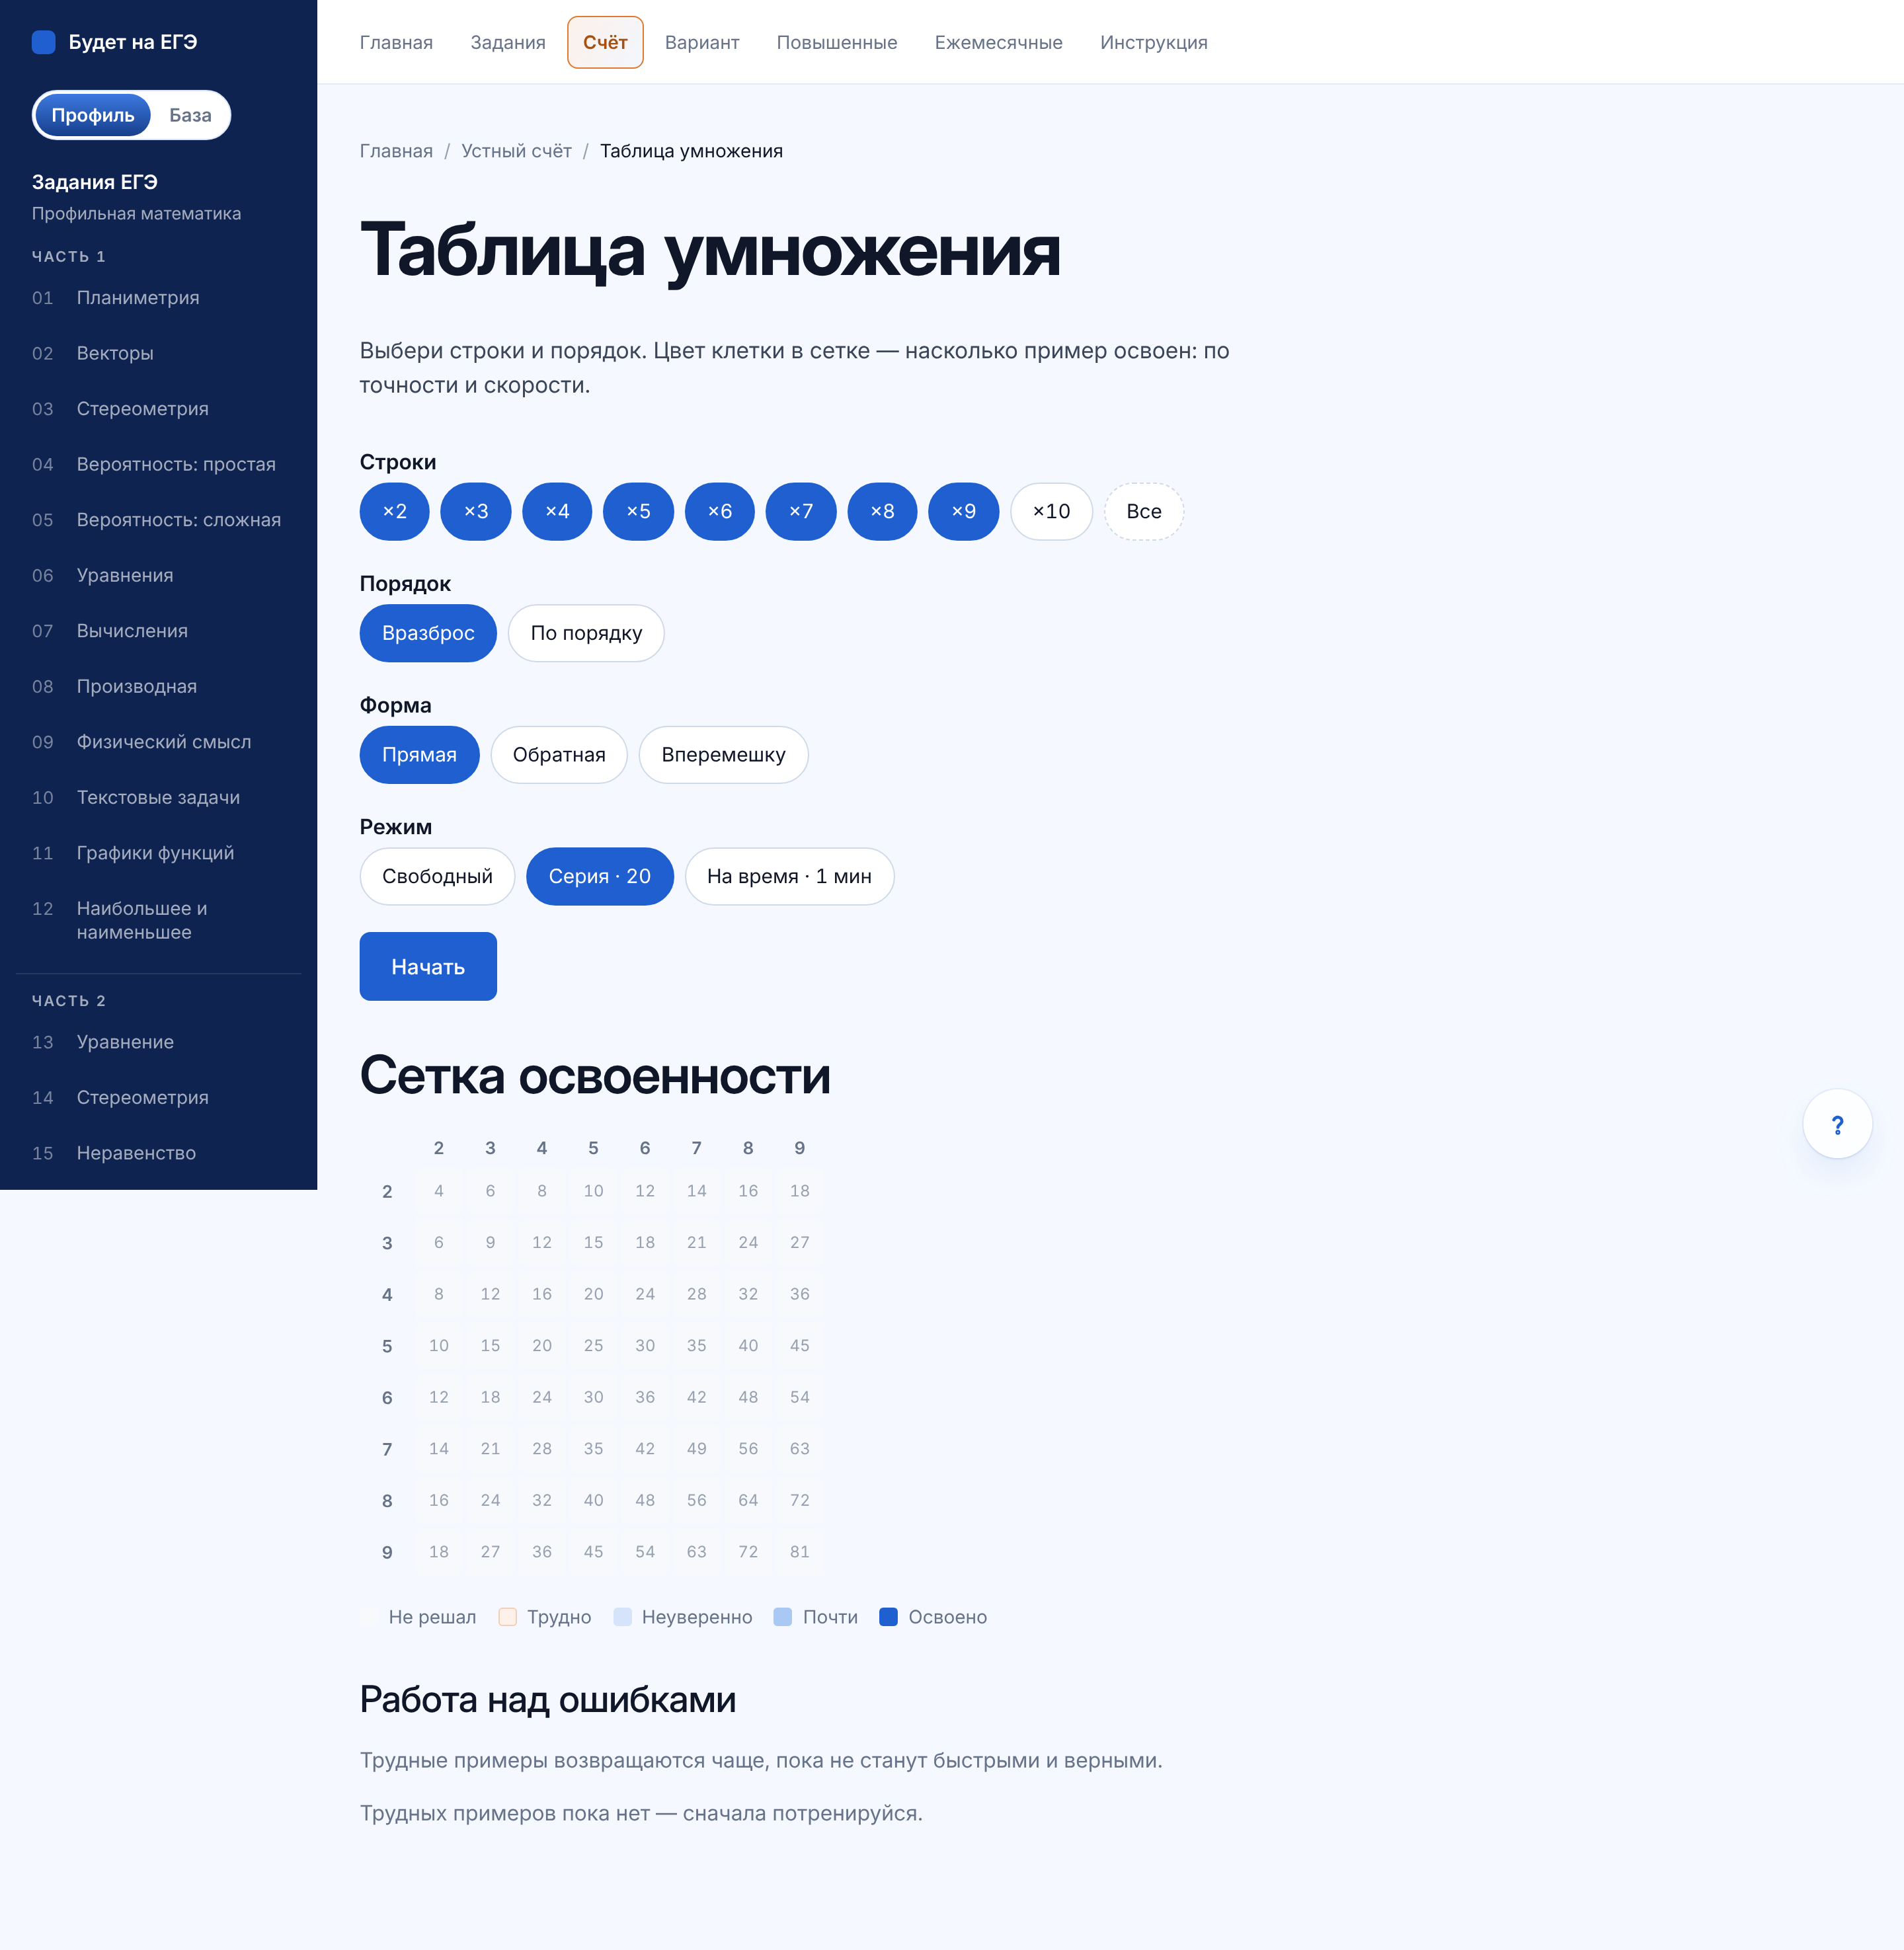 Будет на ЕГЭ
Профиль База
Задания ЕГЭ
Профильная математика
ЧАСТЬ 1
01 Планиметрия
02 Векторы
03 Стереометрия
04 Вероятность: простая
05 Вероятность: сложная
06 Уравнения
07 Вычисления
08 Производная
09 Физический смысл
10 Текстовые задачи
11 Графики функций
12 Наибольшее и
наименьшее
ЧАСТЬ 2
13 Уравнение
14 Стереометрия
15 Неравенство
Главная Задания Счёт Вариант Повышенные Ежемесячные Инструкция
Главная / Устный счёт / Таблица умножения
Таблица умножения
Выбери строки и порядок. Цвет клетки в сетке — насколько пример освоен: по
точности и скорости.
Строки
×2 ×3 ×4 ×5 ×6 ×7 ×8 ×9 ×10 Все
Порядок
Вразброс По порядку
Форма
Прямая Обратная Вперемешку
Режим
Свободный Серия · 20 На время · 1 мин
Начать
Сетка освоенности
2 3 4 5 6 7 8 9
2 4 6 8 10 12 14 16 18
3 6 9 12 15 18 21 24 27
4 8 12 16 20 24 28 32 36
5 10 15 20 25 30 35 40 45
6 12 18 24 30 36 42 48 54
7 14 21 28 35 42 49 56 63
8 16 24 32 40 48 56 64 72
9 18 27 36 45 54 63 72 81
Не решал Трудно Неуверенно Почти Освоено
Работа над ошибками
Трудные примеры возвращаются чаще, пока не станут быстрыми и верными.
Трудных примеров пока нет — сначала потренируйся.
?